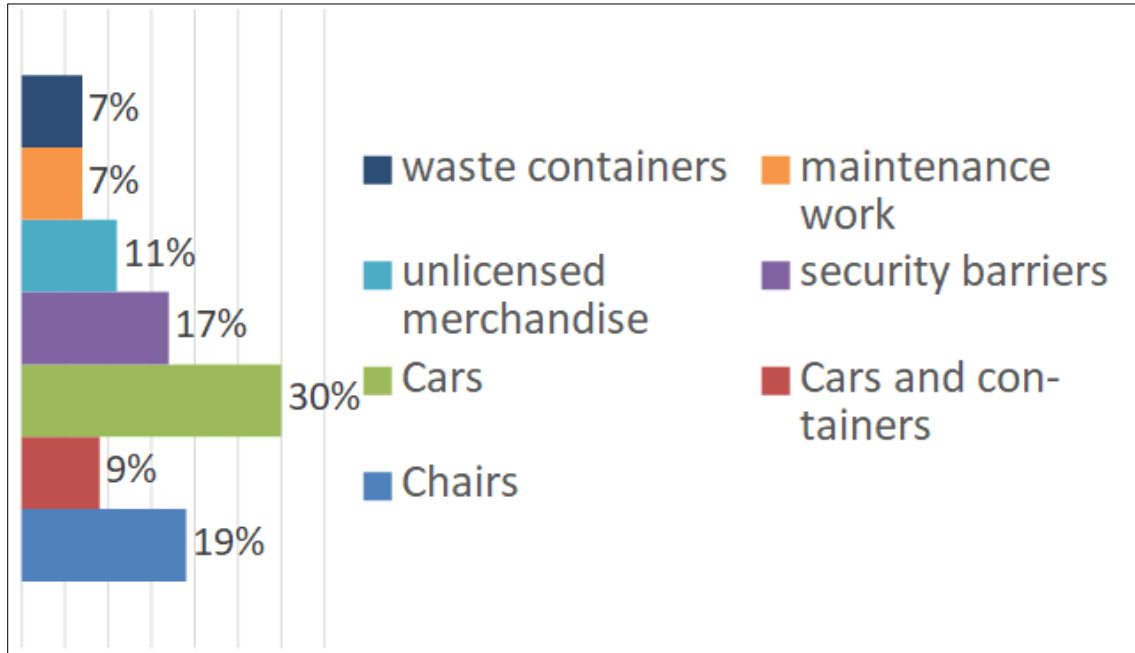 7%
7%
11%
17%
30%
9%
19%
waste containers
maintenance
work
unlicensed
merchandise
security barriers
Cars
Cars and con-
tainers
Chairs